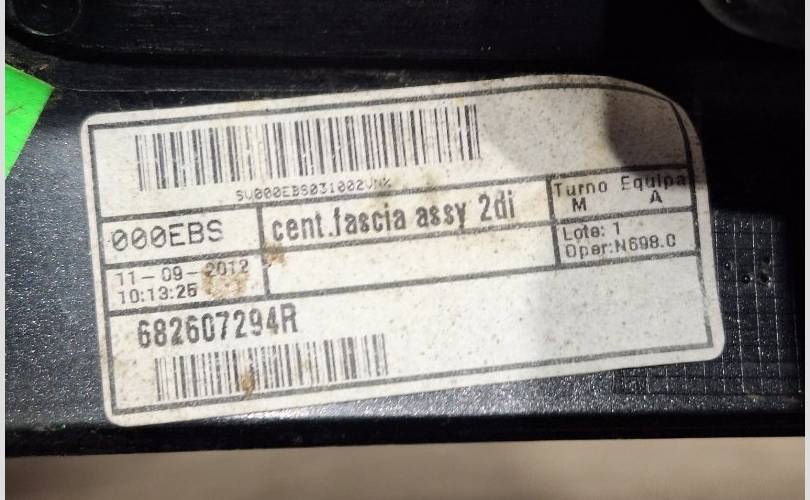 SV000EBS031002VNX
000EBS
cent.fascia assy 2di
Turno Equipa
M A
11-09-2012
10:13:25
Lote: 1
Oper:N698.0
682607294R